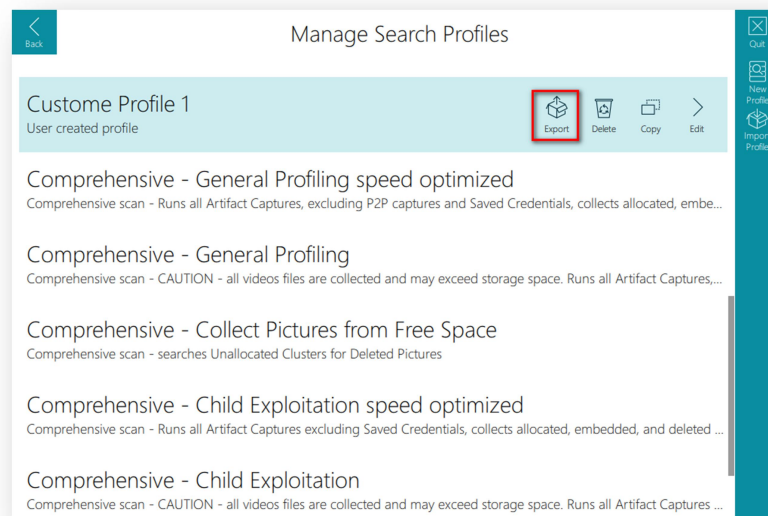 Back
Manage Search Profiles
Quit
New
Profile
Import
Profile
Custome Profile 1
User created profile
Export
Delete
Copy
Edit
Comprehensive - General Profiling speed optimized
Comprehensive scan - Runs all Artifact Captures, excluding P2P captures and Saved Credentials, collects allocated, embe...
Comprehensive - General Profiling
Comprehensive scan - CAUTION - all videos files are collected and may exceed storage space. Runs all Artifact Captures,...
Comprehensive - Collect Pictures from Free Space
Comprehensive scan - searches Unallocated Clusters for Deleted Pictures
Comprehensive - Child Exploitation speed optimized
Comprehensive scan - Runs all Artifact Captures excluding Saved Credentials, collects allocated, embedded, and deleted ...
Comprehensive - Child Exploitation
Comprehensive scan - CAUTION - all videos files are collected and may exceed storage space. Runs all Artifact Captures ...